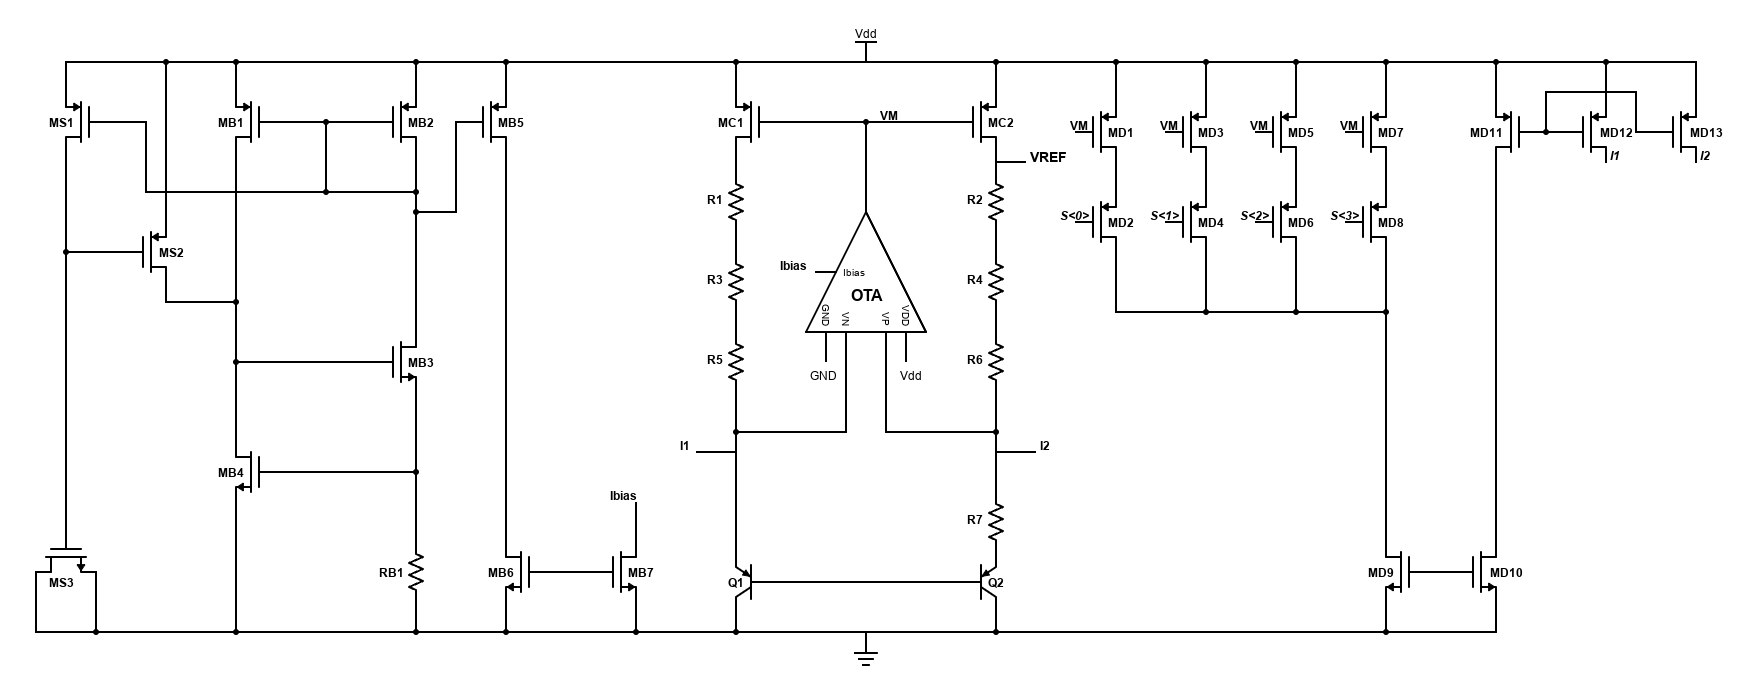 Vdd
MS1
MB1
MB2
MB5
MC1
VM
MC2
VM
MD1
VM
MD3
VM
MD5
VM
MD7
MD11
MD12
MD13
I1
I2
VREF
R1
R2
S<0>
MD2
S<1>
MD4
S<2>
MD6
S<3>
MD8
MS2
Ibias
Ibias
R3
R4
OTA
GND
VN
VP
VDD
MB3
R5
R6
GND
Vdd
I1
I2
MB4
Ibias
R7
MS3
RB1
MB6
MB7
Q1
Q2
MD9
MD10